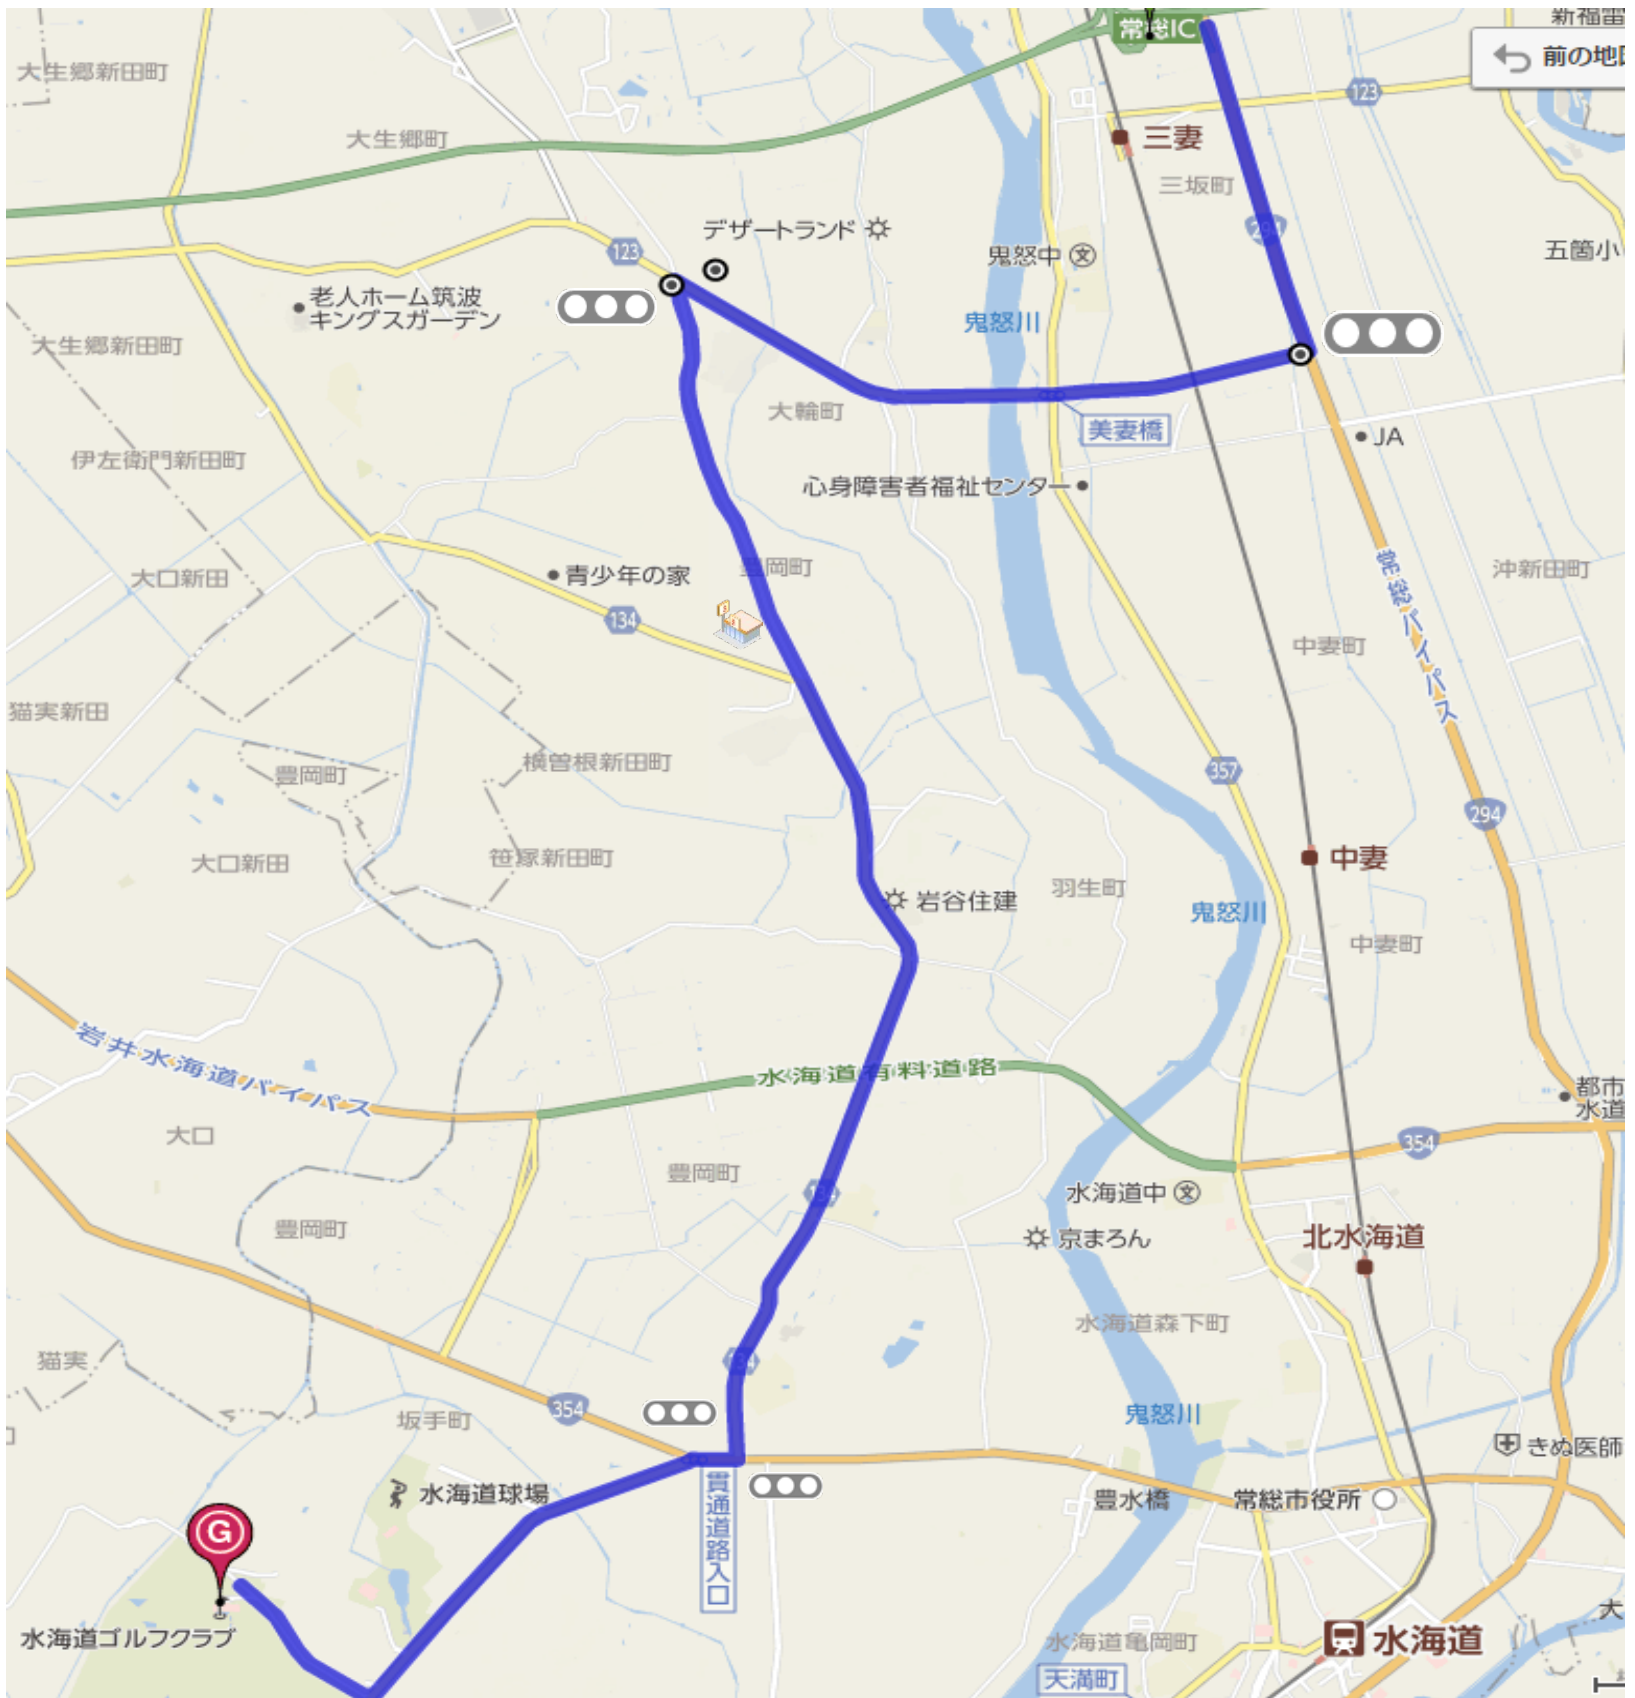 常総IC
新福雷
前の地図
大生郷新田町
123
大生郷町
三妻
三坂町
294
デザートランド
123
鬼怒中
文
五箇小
老人ホーム筑波
キングスガーデン
鬼怒川
大生郷新田町
大輪町
美妻橋
JA
伊左衛門新田町
心身障害者福祉センター
常総バイパス
大口新田
青少年の家
豊岡町
沖新田町
134
中妻町
猫実新田
横曽根新田町
豊岡町
357
294
大口新田
笹塚新田町
中妻
岩谷住建
羽生町
鬼怒川
中妻町
岩井水海道バイパス
水海道有料道路
都市
水道
大口
豊岡町
354
水海道中
文
134
豊岡町
京まろん
北水海道
水海道森下町
猫実
134
354
坂手町
鬼怒川
きぬ医師
水海道球場
貫通道路入口
豊水橋
常総市役所
G
水海道ゴルフクラブ
大
水海道亀岡町
水海道
天満町